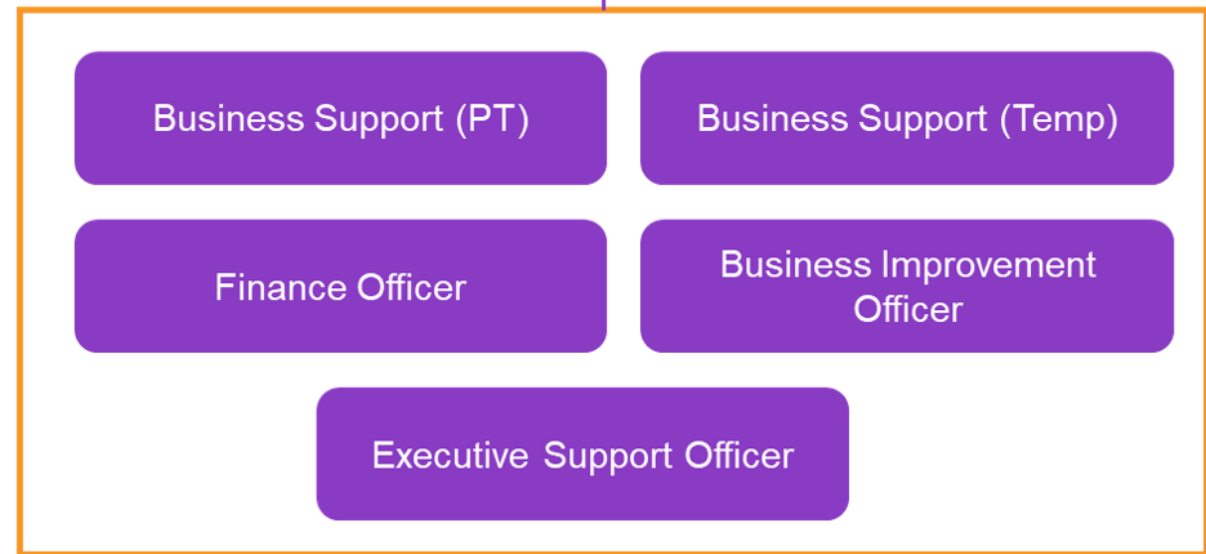 Business Support (PT)
Business Support (Temp)
Finance Officer
Business Improvement
Officer
Executive Support Officer